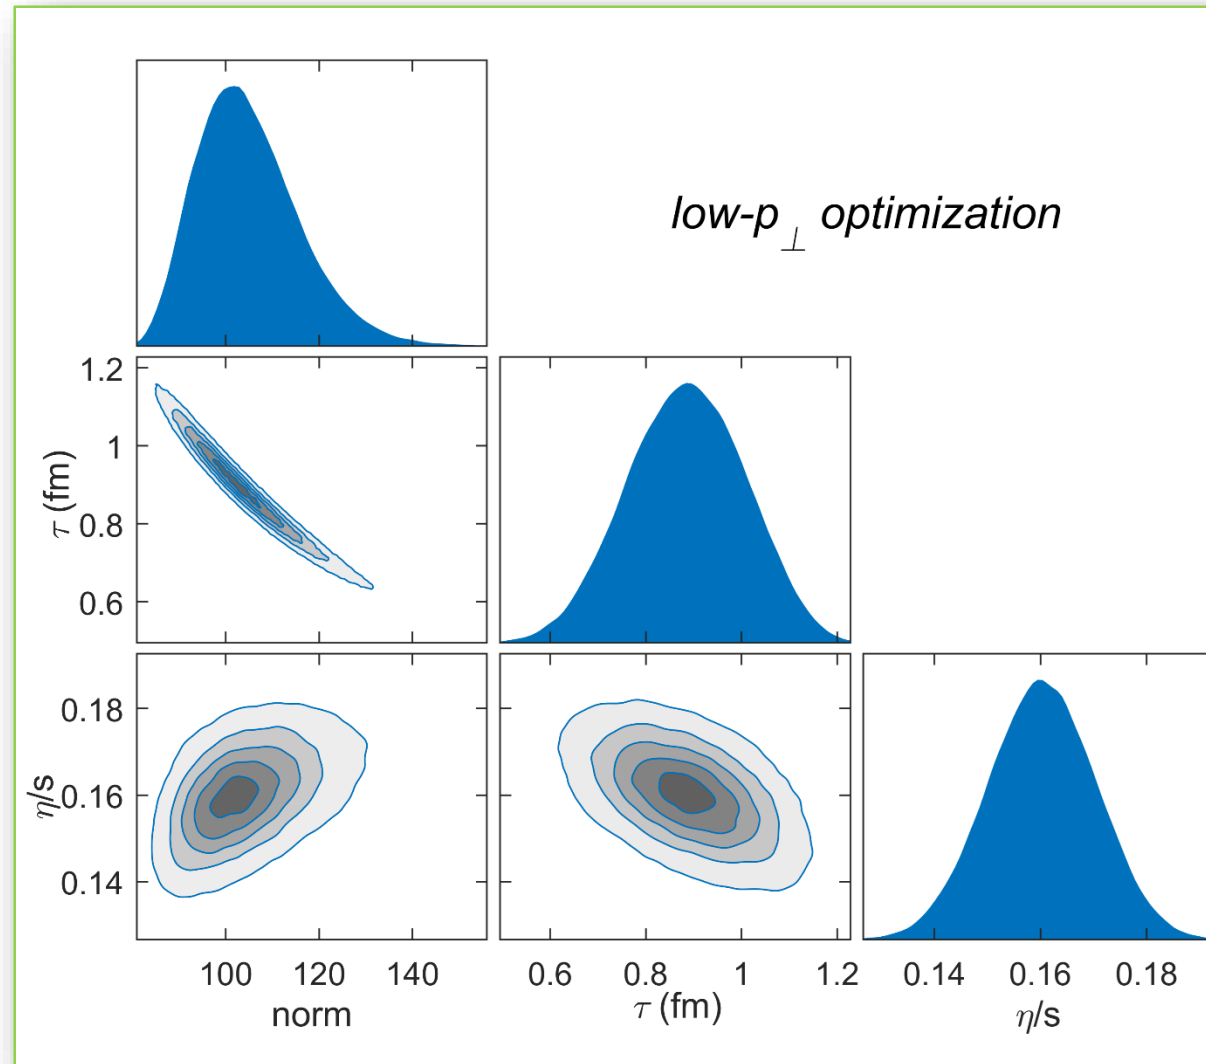 low-p⊥ optimization
1.2
1
0.8
0.6
τ (fm)
0.18
0.16
0.14
η/s
100 120 140
norm
0.6 0.8 1 1.2
τ (fm)
0.14 0.16 0.18
η/s